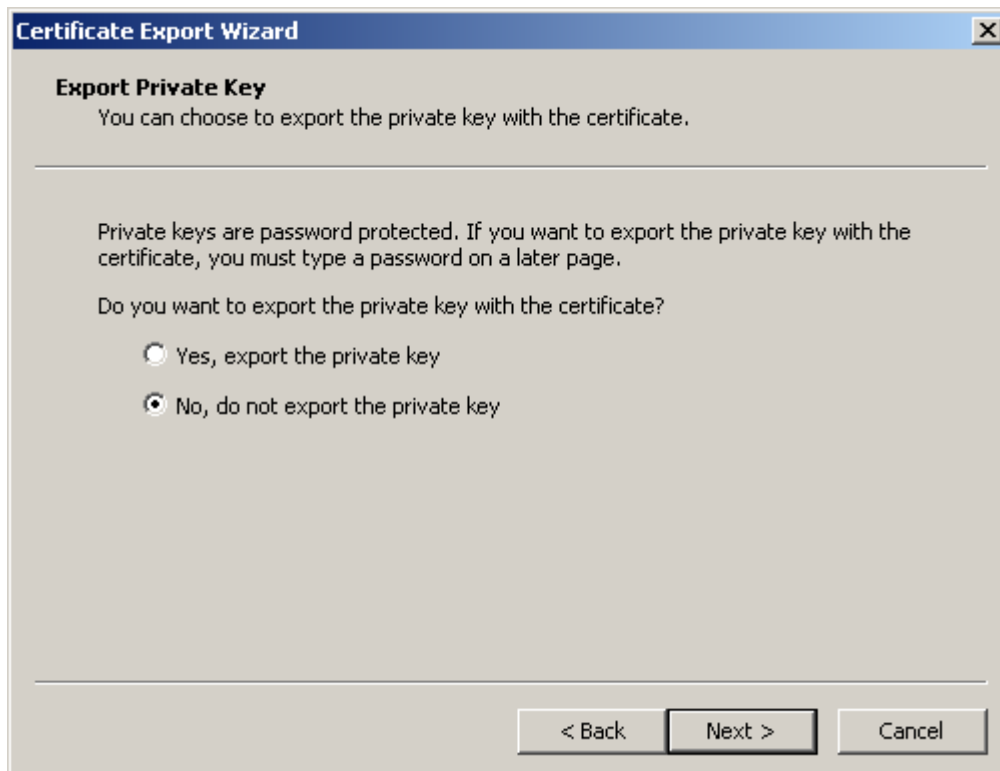 Certificate Export Wizard
Export Private Key
You can choose to export the private key with the certificate.
Private keys are password protected. If you want to export the private key with the
certificate, you must type a password on a later page.
Do you want to export the private key with the certificate?
Yes, export the private key
No, do not export the private key
< Back
Next >
Cancel